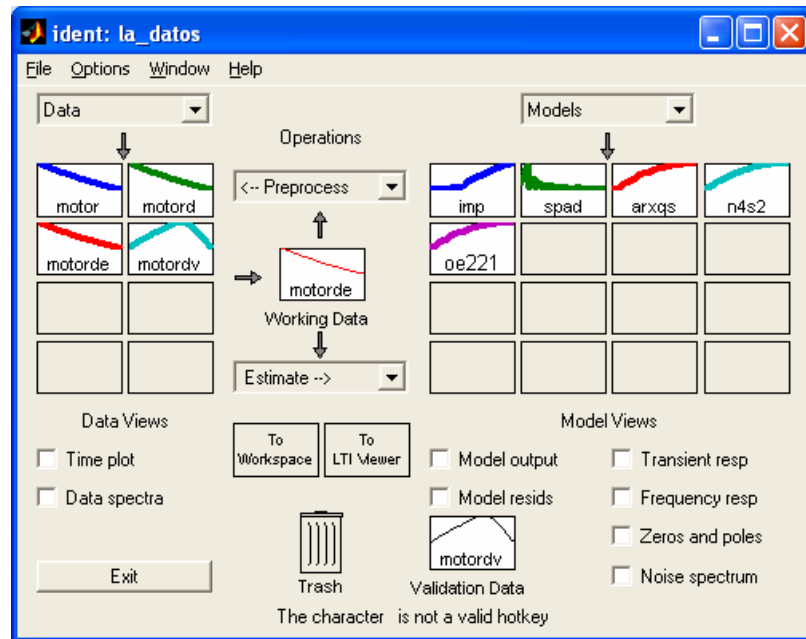 ident: la_datos
File Options Window Help
Data
Models
Operations
motor
motord
<-- Preprocess
imp
spad
arxqs
n4s2
motorde
motordv
motorde
oe221
Working Data
Estimate -->
Data Views
Model Views
To Workspace
To LTI Viewer
Time plot
Model output
Transient resp
Data spectra
Model resids
Frequency resp
Zeros and poles
motordv
Exit
Trash
Validation Data
Noise spectrum
The character is not a valid hotkey